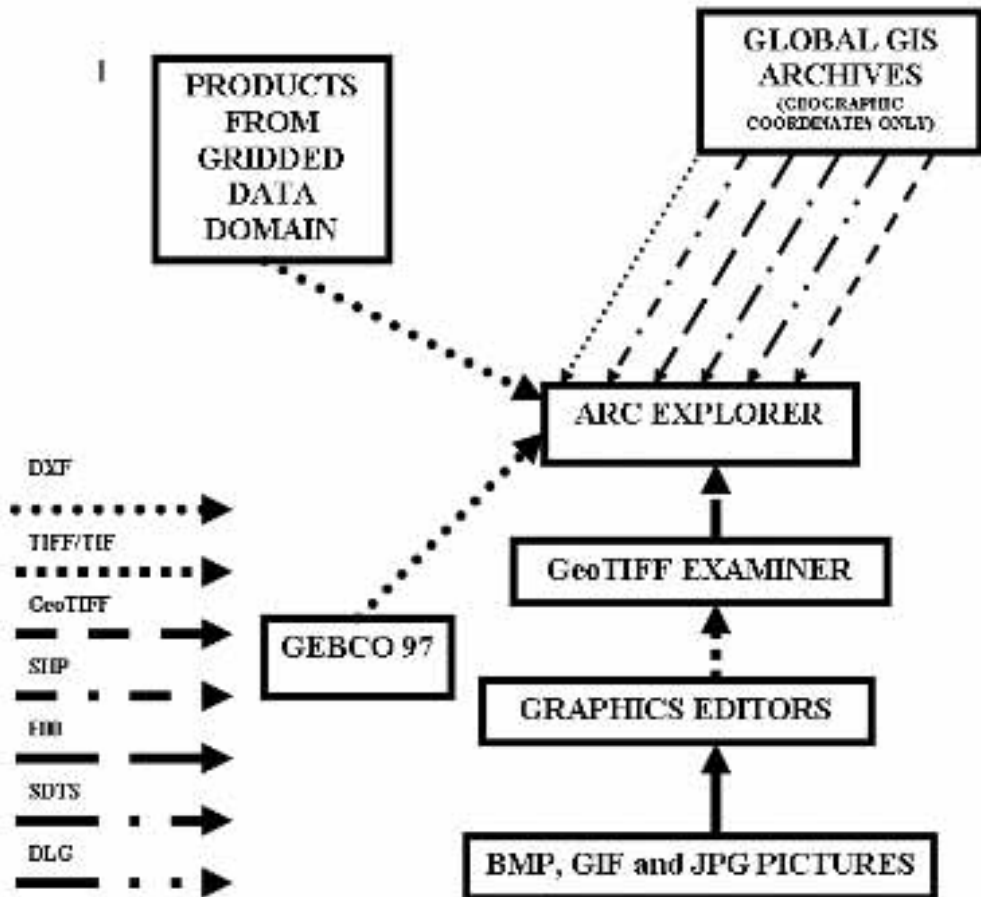 PRODUCTS
FROM
GRIDDED
DATA
DOMAIN
GLOBAL GIS
ARCHIVES
(GEOGRAPHIC
COORDINATES ONLY)
ARC EXPLORER
GeoTIFF EXAMINER
GEBCO 97
GRAPHICS EDITORS
BMP, GIF and JPG PICTURES
DXF
TIFF/TIF
GeoTIFF
SHP
SDTS
DLG